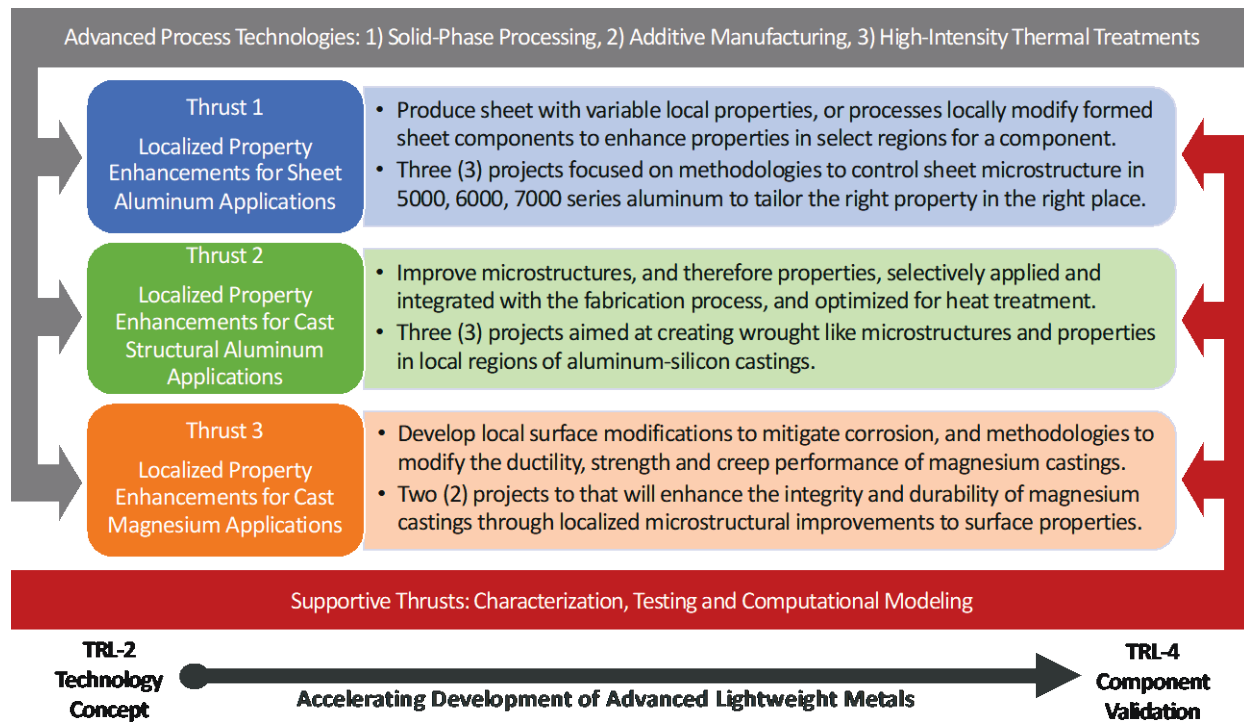 Advanced Process Technologies: 1) Solid-Phase Processing, 2) Additive Manufacturing, 3) High-Intensity Thermal Treatments
Thrust 1
Localized Property
Enhancements for Sheet
Aluminum Applications
• Produce sheet with variable local properties, or processes locally modify formed
sheet components to enhance properties in select regions for a component.
• Three (3) projects focused on methodologies to control sheet microstructure in
5000, 6000, 7000 series aluminum to tailor the right property in the right place.
Thrust 2
Localized Property
Enhancements for Cast
Structural Aluminum
Applications
• Improve microstructures, and therefore properties, selectively applied and
integrated with the fabrication process, and optimized for heat treatment.
• Three (3) projects aimed at creating wrought like microstructures and properties
in local regions of aluminum-silicon castings.
Thrust 3
Localized Property
Enhancements for Cast
Magnesium Applications
• Develop local surface modifications to mitigate corrosion, and methodologies to
modify the ductility, strength and creep performance of magnesium castings.
• Two (2) projects to that will enhance the integrity and durability of magnesium
castings through localized microstructural improvements to surface properties.
Supportive Thrusts: Characterization, Testing and Computational Modeling
TRL-2
Technology
Concept
Accelerating Development of Advanced Lightweight Metals
TRL-4
Component
Validation